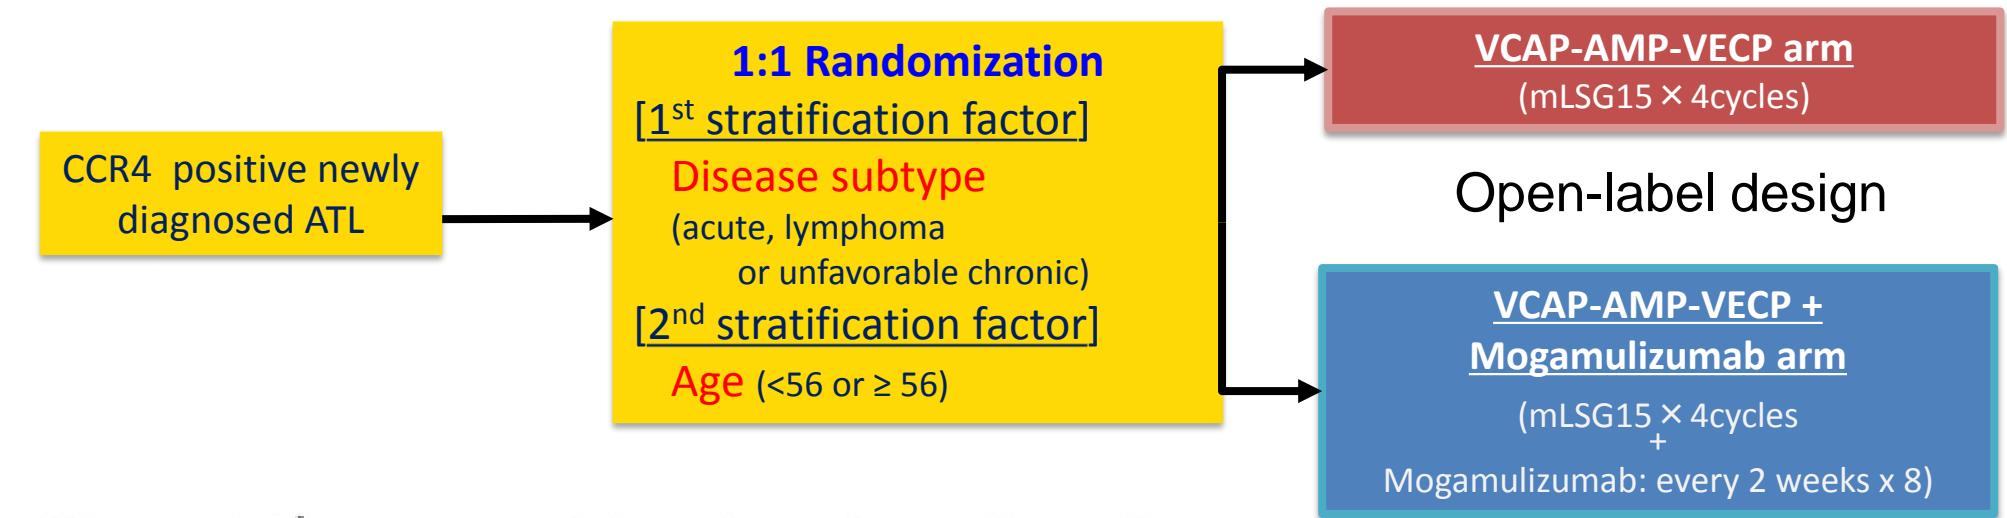 CCR4 positive newly
diagnosed ATL
1:1 Randomization
[1st stratification factor]
Disease subtype
(acute, lymphoma
or unfavorable chronic)
[2nd stratification factor]
Age (<56 or ≥ 56)
VCAP-AMP-VECP arm
(mLSG15 × 4cycles)
Open-label design
VCAP-AMP-VECP +
Mogamulizumab arm
(mLSG15 × 4cycles
+
Mogamulizumab: every 2 weeks x 8)